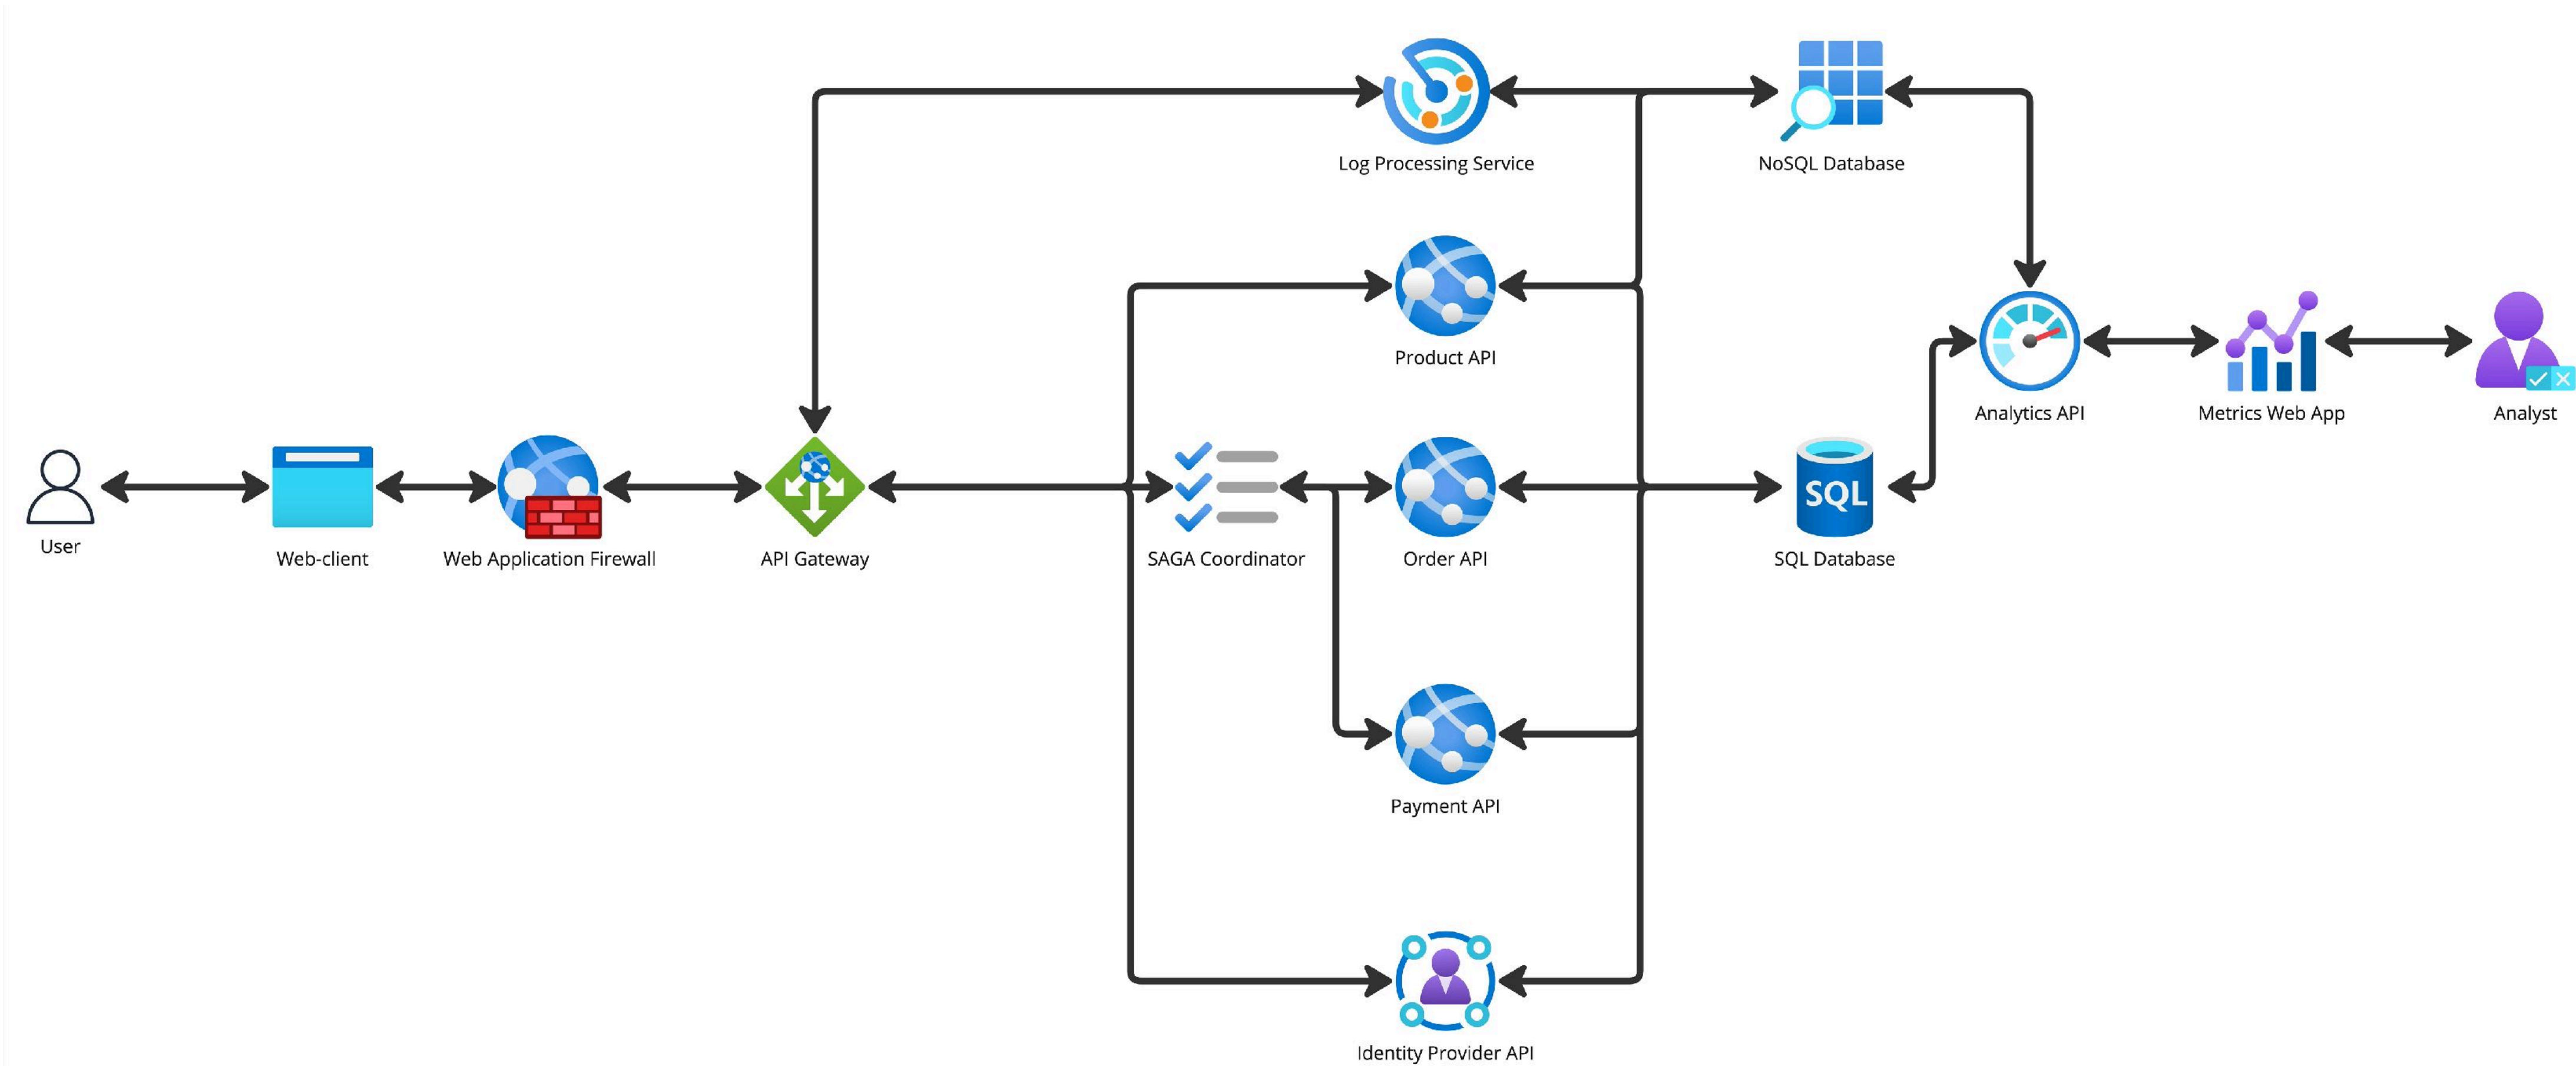 Log Processing Service
NoSQL Database
Product API
Analytics API
Metrics Web App
Analyst
User
Web-client
Web Application Firewall
API Gateway
SAGA Coordinator
Order API
SQL
SQL Database
Payment API
Identity Provider API